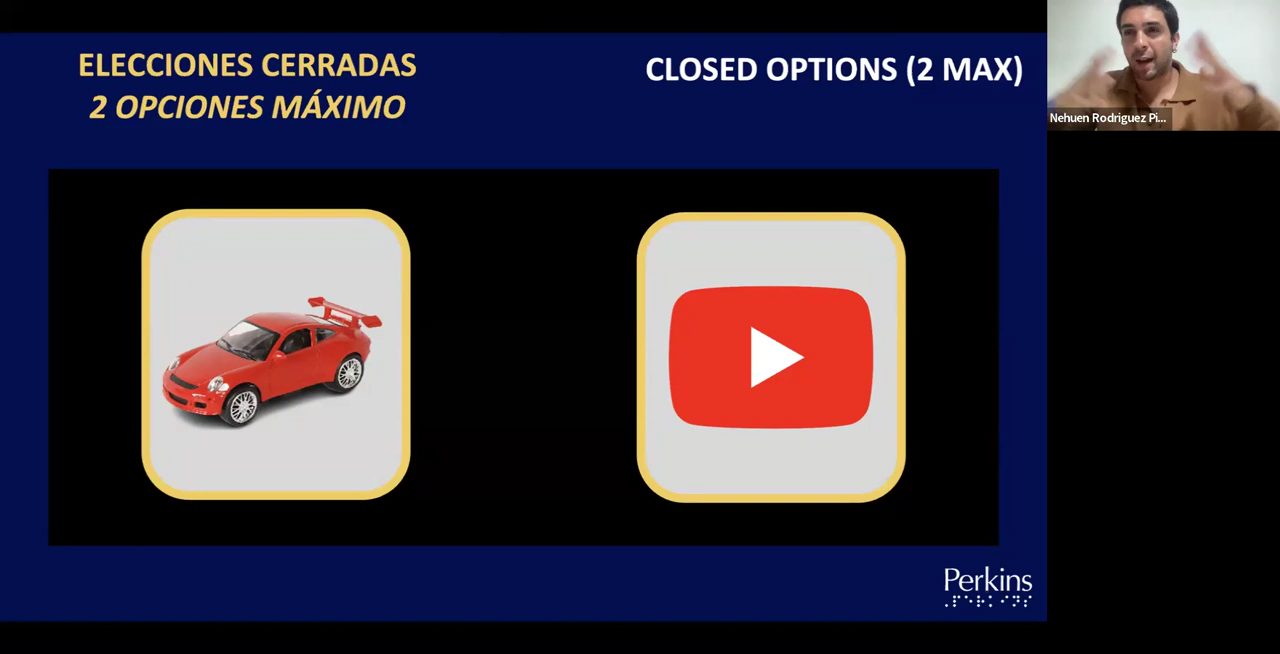 ELECCIONES CERRADAS
2 OPCIONES MÁXIMO
CLOSED OPTIONS (2 MAX)
Nehuen Rodriguez Pi...
Perkins
⠠⠏⠑⠗⠅⠊⠝⠎